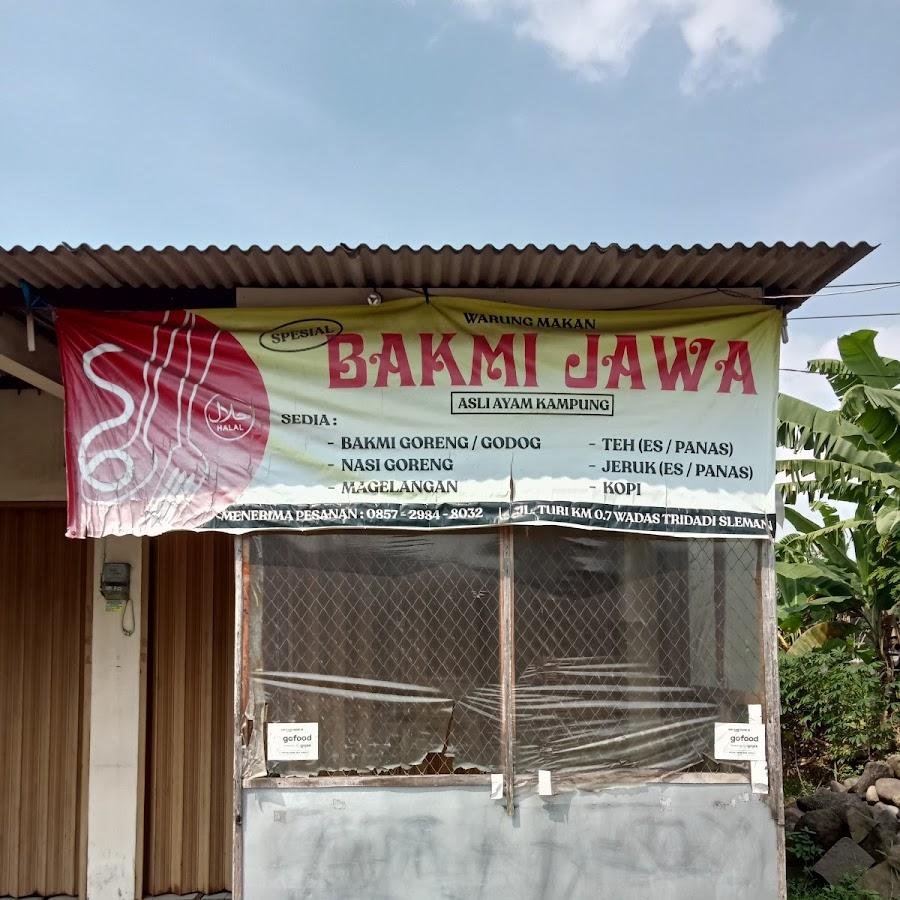 WARUNG MAKAN
SPESIAL
BAKMI JAWA
ASLI AYAM KAMPUNG
SEDIA :
- BAKMI GORENG / GODOG
- NASI GORENG
- MAGELANGAN
- TEH (ES / PANAS)
- JERUK (ES / PANAS)
- KOPI
حلال
HALAL
MENERIMA PESANAN : 0857 - 2984 - 8032 | JL. TURI KM 0.7 WADAS TRIDADI SLEMAN
gofood
gofood